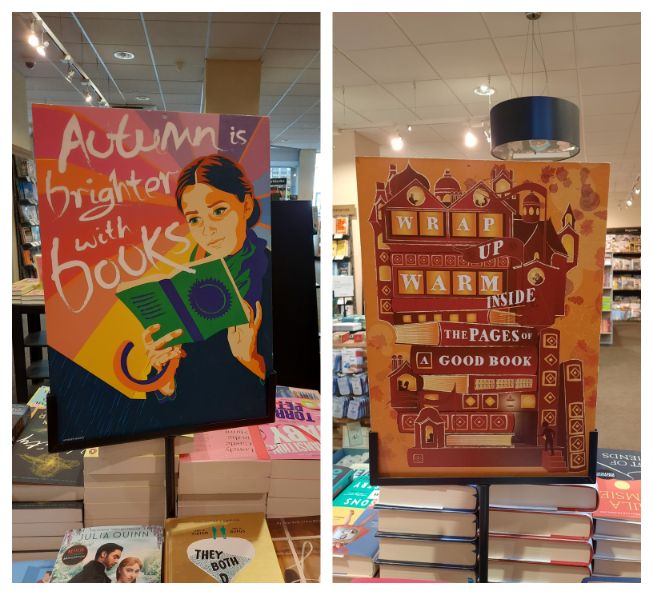 Autumn is
brighter
with
books
JULIA QUINN
THEY
BOTH
D
WRAP
UP
WARM
INSIDE
THE PAGES OF
A GOOD BOOK